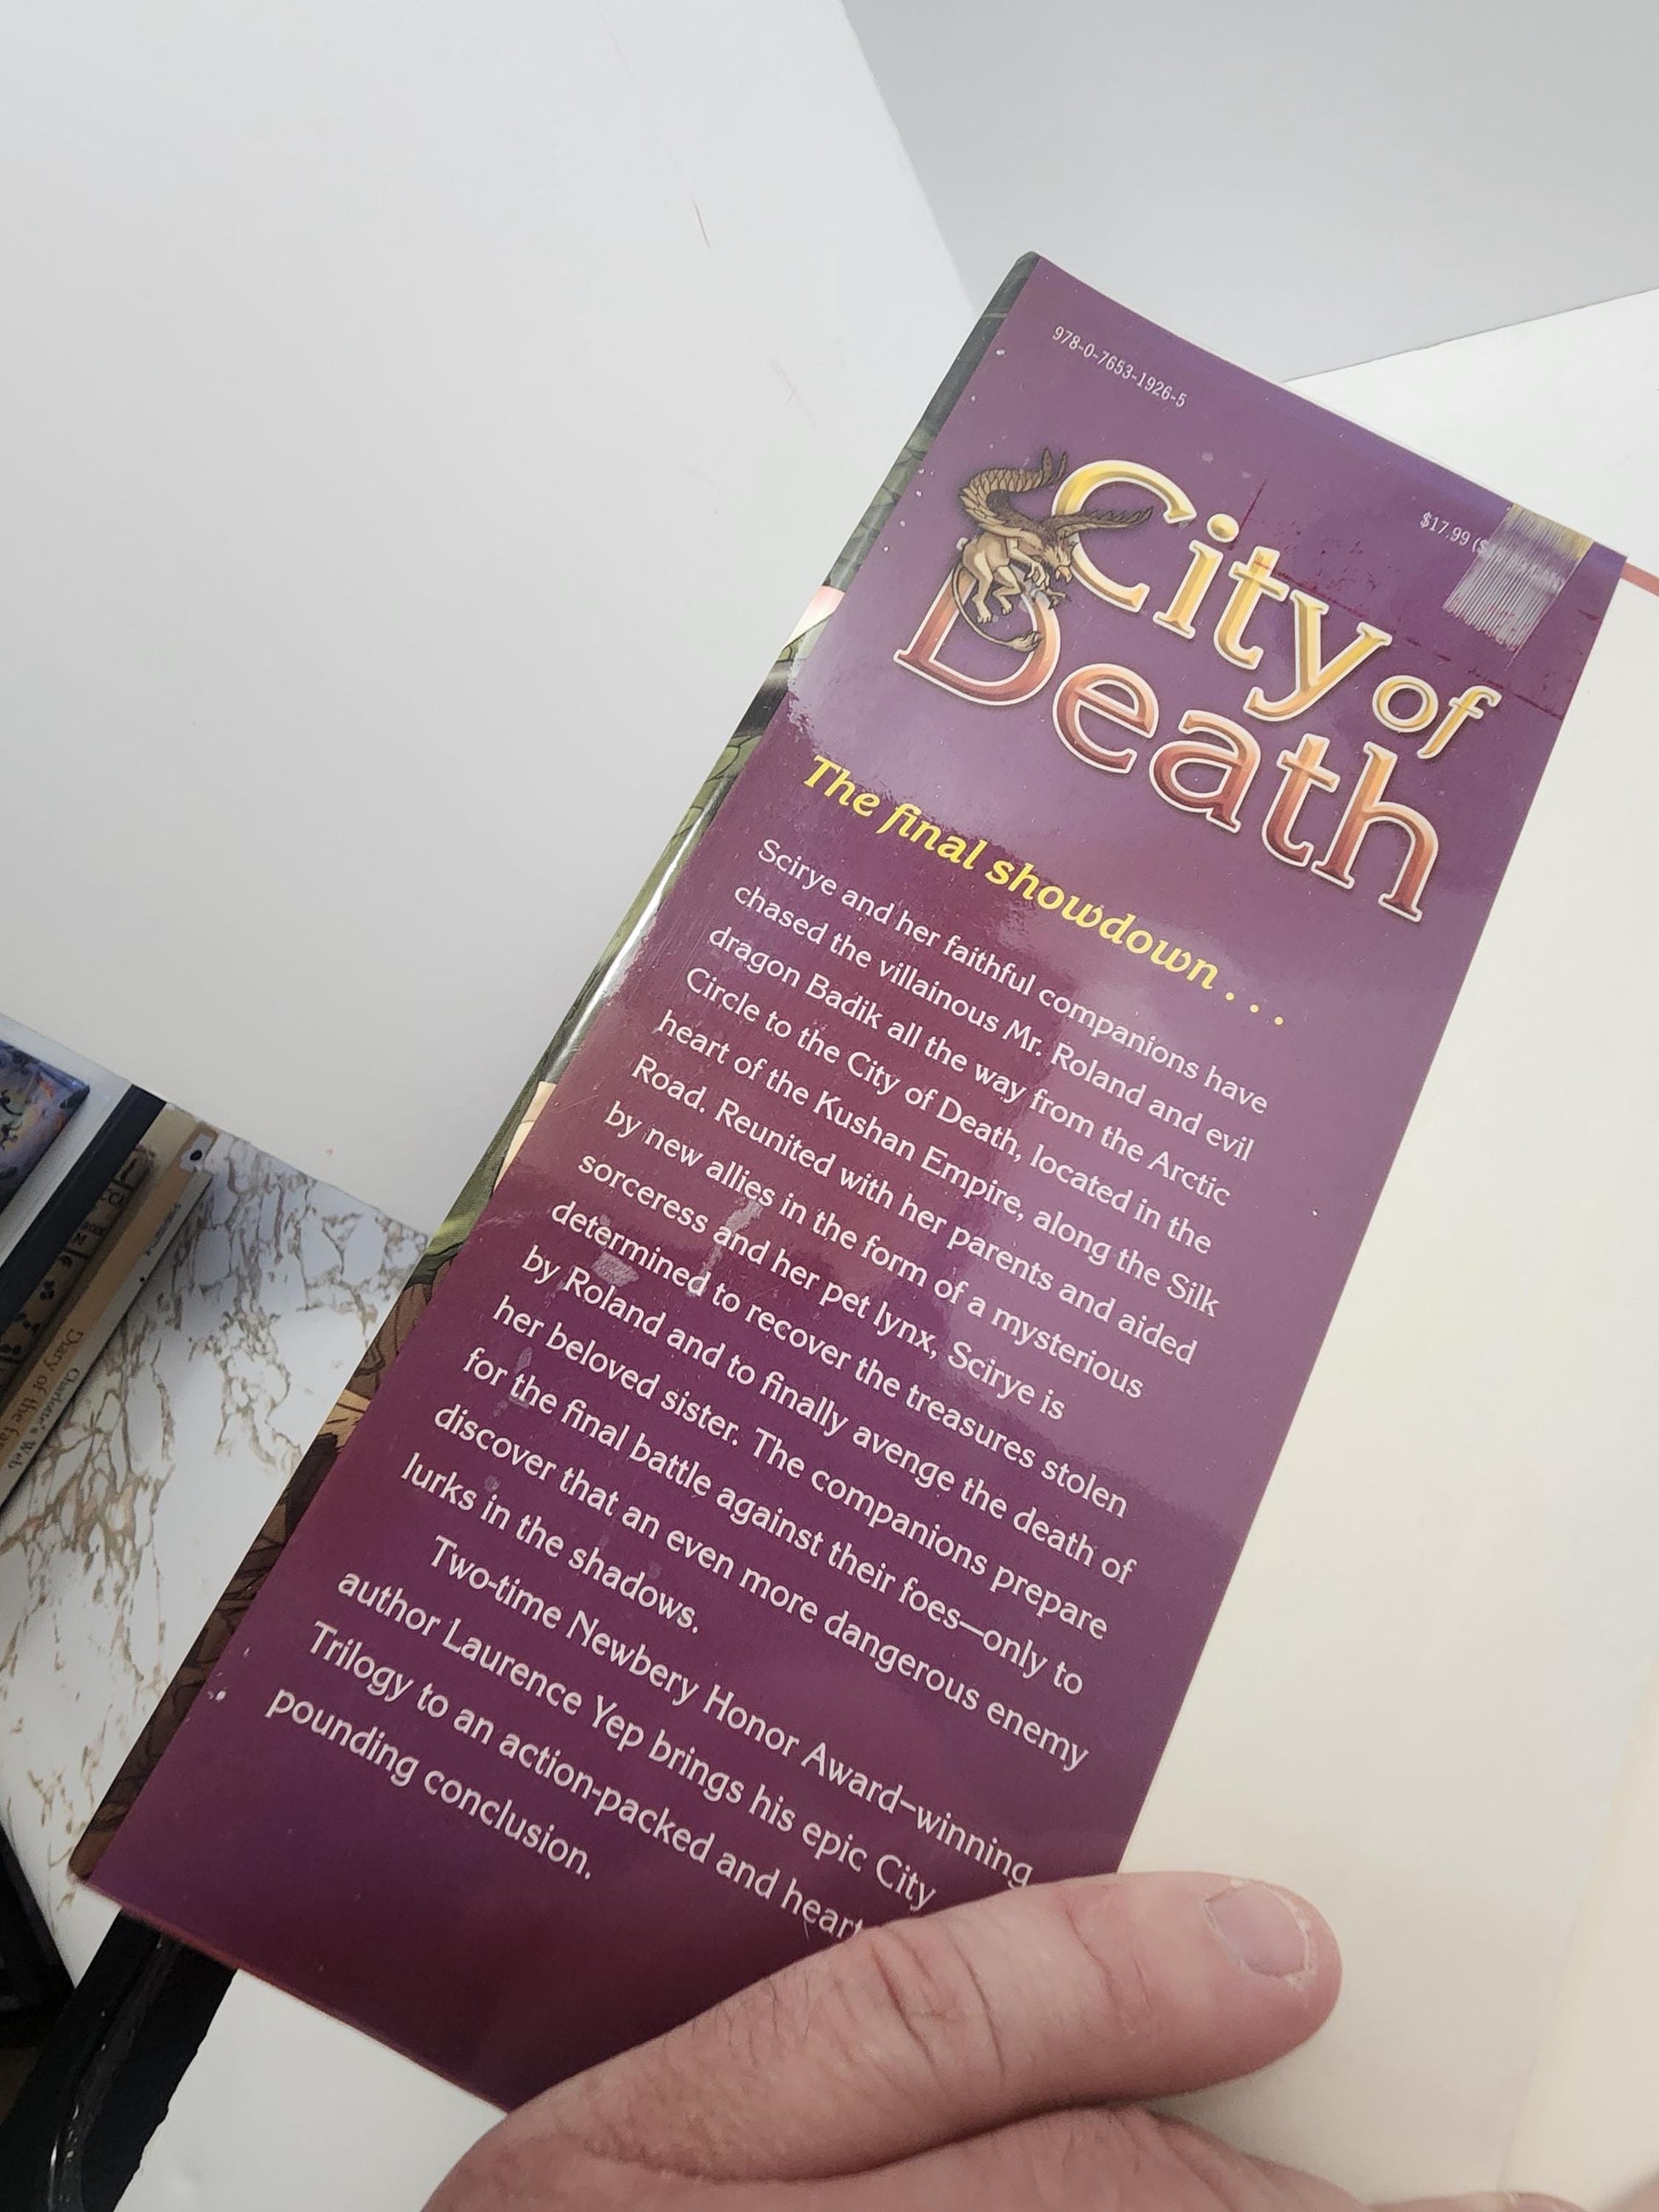 978-0-7653-1926-5
$17.99 ($
City of
Death
The final showdown . . .
Scirye and her faithful companions have
chased the villainous Mr. Roland and evil
dragon Badik all the way from the Arctic
Circle to the City of Death, located in the
heart of the Kushan Empire, along the Silk
Road. Reunited with her parents and aided
by new allies in the form of a mysterious
sorceress and her pet lynx, Scirye is
determined to recover the treasures stolen
by Roland and to finally avenge the death of
her beloved sister. The companions prepare
for the final battle against their foes—only to
discover that an even more dangerous enemy
lurks in the shadows.
Two-time Newbery Honor Award–winning
author Laurence Yep brings his epic City
Trilogy to an action-packed and heart
pounding conclusion.
Charlotte's Web
Diary of the